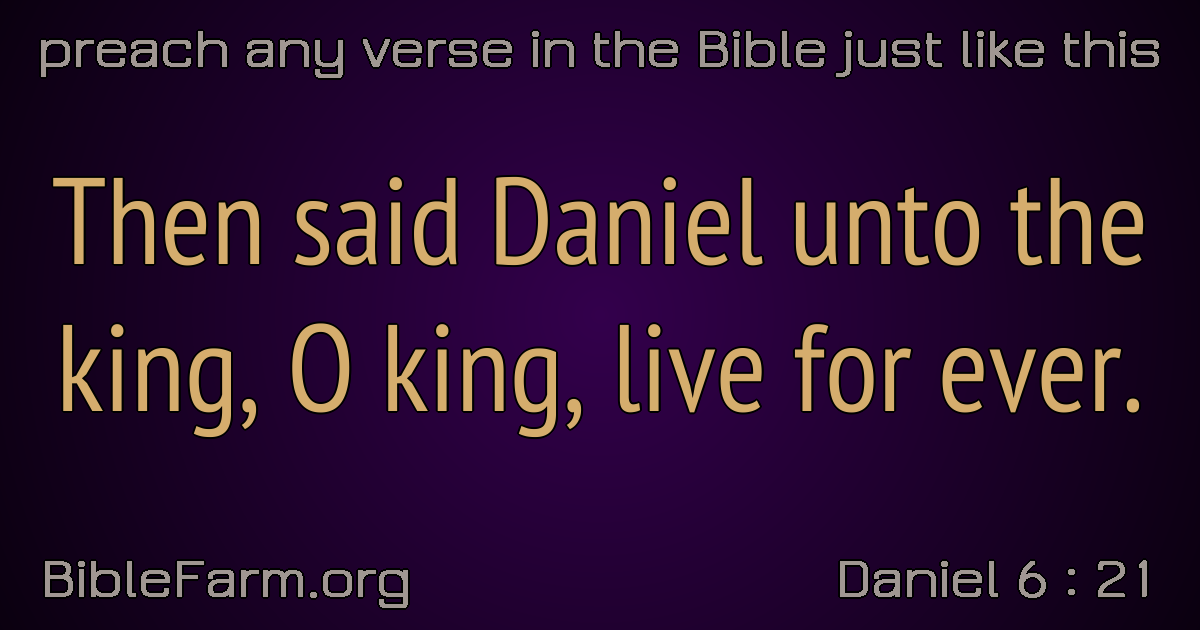 preach any verse in the Bible just like this
Then said Daniel unto the
king, O king, live for ever.
BibleFarm.org
Daniel 6 : 21